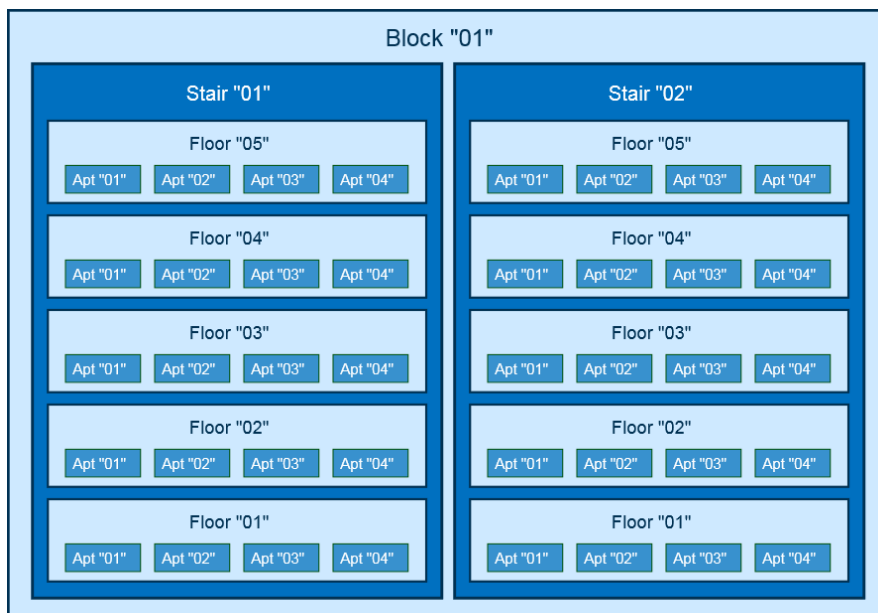 Block "01"
Stair "01"
Floor "05"
Apt "01" Apt "02" Apt "03" Apt "04"
Floor "04"
Apt "01" Apt "02" Apt "03" Apt "04"
Floor "03"
Apt "01" Apt "02" Apt "03" Apt "04"
Floor "02"
Apt "01" Apt "02" Apt "03" Apt "04"
Floor "01"
Apt "01" Apt "02" Apt "03" Apt "04"
Stair "02"
Floor "05"
Apt "01" Apt "02" Apt "03" Apt "04"
Floor "04"
Apt "01" Apt "02" Apt "03" Apt "04"
Floor "03"
Apt "01" Apt "02" Apt "03" Apt "04"
Floor "02"
Apt "01" Apt "02" Apt "03" Apt "04"
Floor "01"
Apt "01" Apt "02" Apt "03" Apt "04"